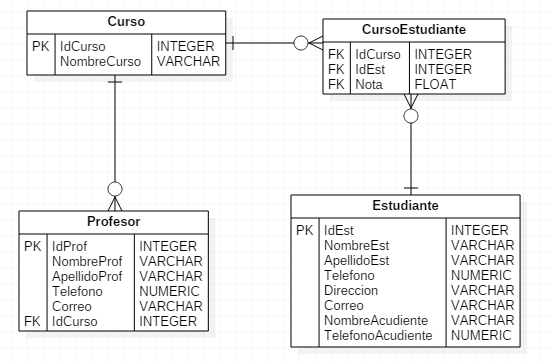 Curso
PK IdCurso INTEGER
NombreCurso VARCHAR
CursoEstudiante
FK IdCurso INTEGER
FK IdEst INTEGER
FK Nota FLOAT
Profesor
PK IdProf INTEGER
NombreProf VARCHAR
ApellidoProf VARCHAR
Telefono NUMERIC
Correo VARCHAR
FK IdCurso INTEGER
Estudiante
PK IdEst INTEGER
NombreEst VARCHAR
ApellidoEst VARCHAR
Telefono NUMERIC
Direccion VARCHAR
Correo VARCHAR
NombreAcudiente VARCHAR
TelefonoAcudiente NUMERIC